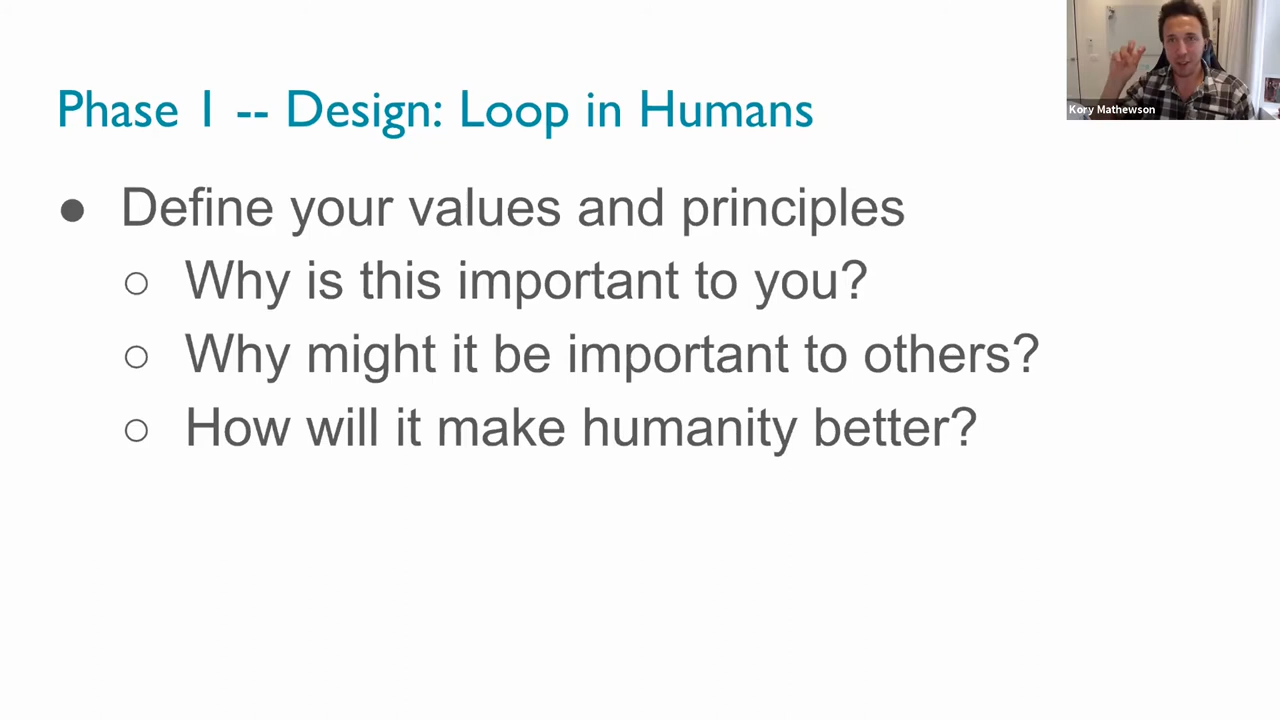 Phase 1 -- Design: Loop in Humans
Kory Mathewson
● Define your values and principles
○ Why is this important to you?
○ Why might it be important to others?
○ How will it make humanity better?